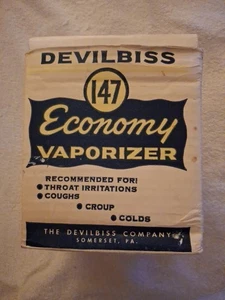 DEVILBISS
147
Economy
VAPORIZER
RECOMMENDED FOR:
• THROAT IRRITATIONS
• COUGHS
• CROUP
• COLDS
THE DEVILBISS COMPANY
SOMERSET, PA.